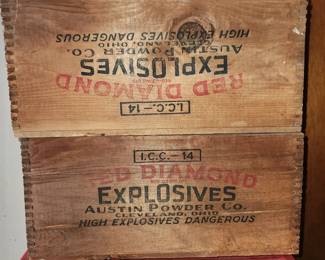 HIGH EXPLOSIVES DANGEROUS
CLEVELAND, OHIO
AUSTIN POWDER CO.
EXPLOSIVES
RED DIAMOND
I.C.C.-14
I.C.C.-14
RED DIAMOND
EXPLOSIVES
AUSTIN POWDER CO.
CLEVELAND, OHIO
HIGH EXPLOSIVES DANGEROUS